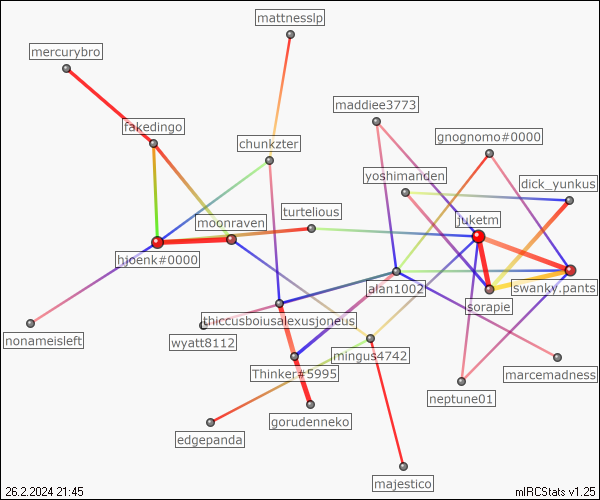 mattnesslp
mercurybro
maddiee3773
fakedingo
gnognomo#0000
chunkzter
yoshimanden
dick_yunkus
turtelious
juketm
moonraven
hjoenk#0000
swanky.pants
alan1002
sorapie
thiccusboiusalexusjoneus
nonameisleft
wyatt8112
mingus4742
Thinker#5995
marcemadness
neptune01
gorudenneko
edgepanda
majestico
26.2.2024 21:45
mIRCStats v1.25